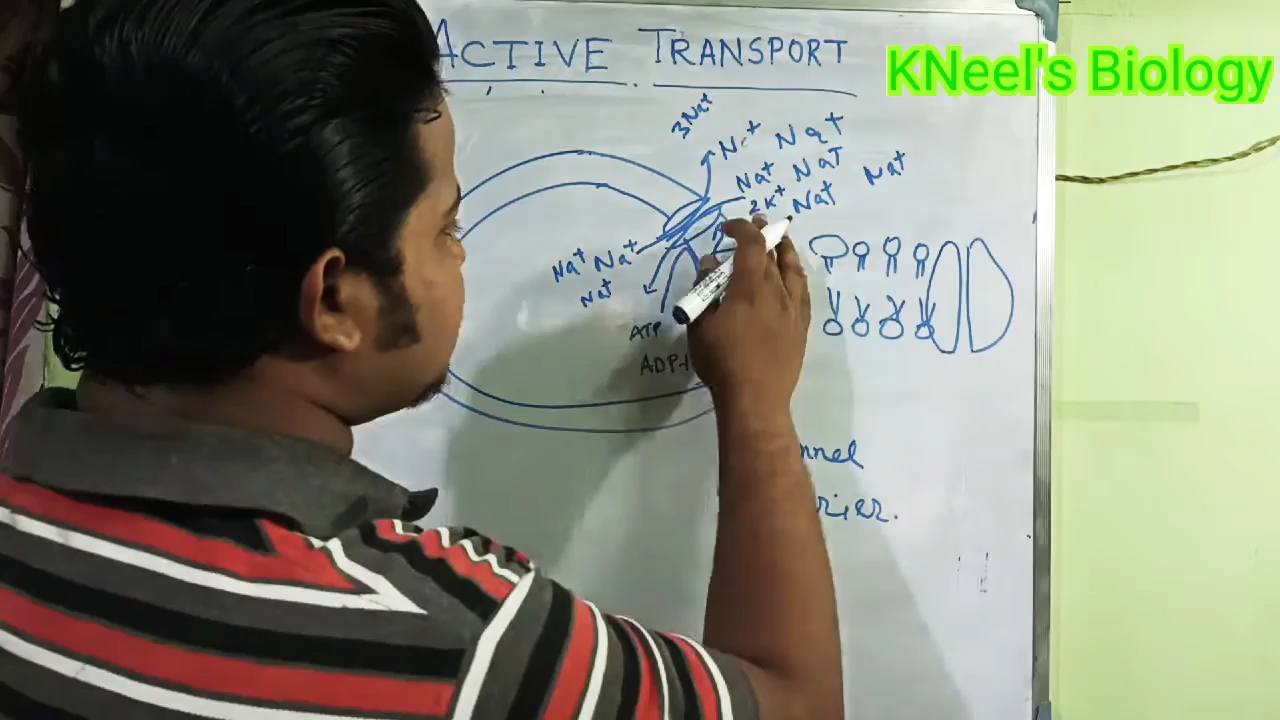 ACTIVE TRANSPORT
KNeel's Biology
3Na+
Na+ Na+
Na+ Na+ Na+
2K+ Na+
Na+ Na+
Na+
ATP
ADP+
nnel
rier.